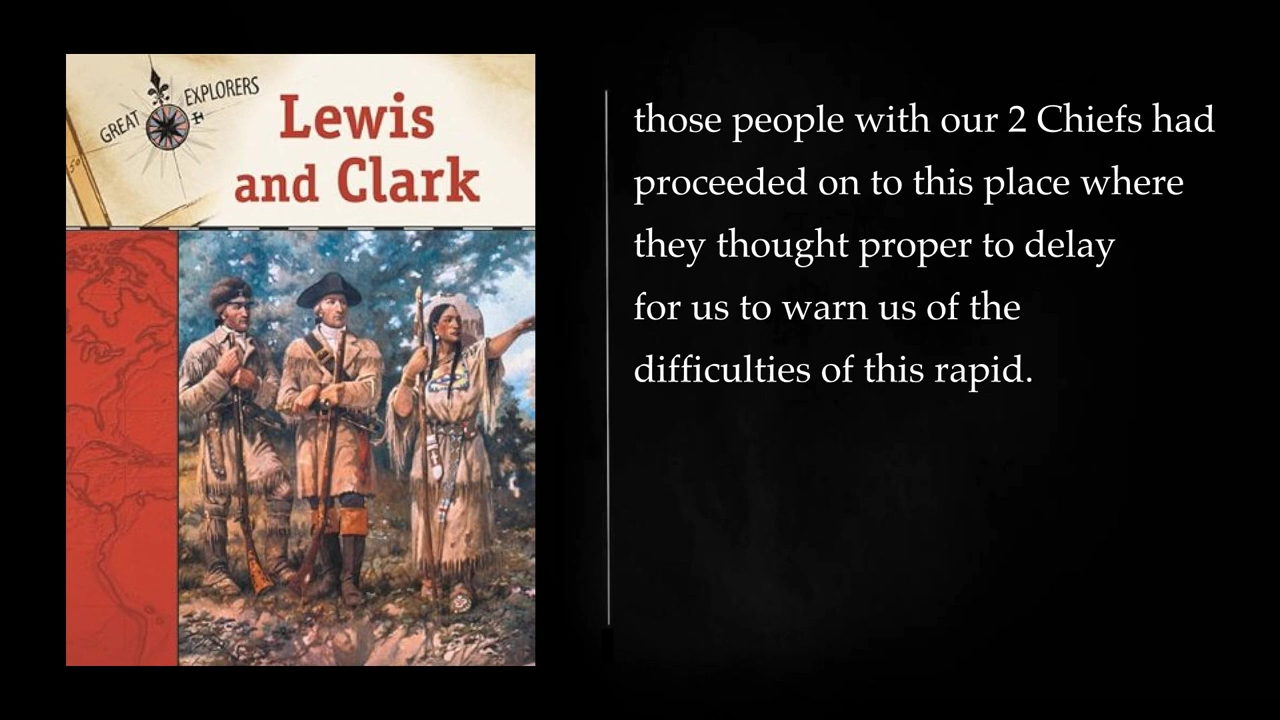 GREAT EXPLORERS
Lewis
and Clark
those people with our 2 Chiefs had
proceeded on to this place where
they thought proper to delay
for us to warn us of the
difficulties of this rapid.